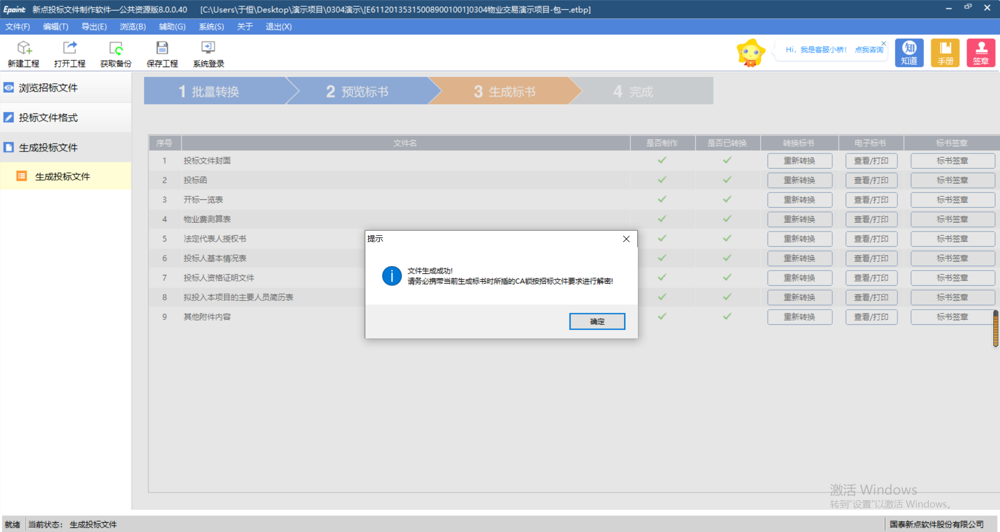 Epoint 新点投标文件制作软件—公共资源版8.0.0.40 [C:\Users\于恒\Desktop\演示项目\0304演示\[E6112013531500890​01001]0304物业交易演示项目-包一.etbp]
文件(F) 编辑(T) 导出(E) 浏览(B) 辅助(G) 系统(S) 关于 退出(X)
新建工程 打开工程 获取备份 保存工程 系统登录
Hi，我是客服小桥！ 点我咨询
知 知道 手册 签章
浏览招标文件
投标文件格式
生成投标文件
生成投标文件
1 批量转换 2 预览标书 3 生成标书 4 完成
序号 文件名 是否制作 是否已转换 转换标书 电子标书 标书签章
1 投标文件封面 重新转换 查看/打印 标书签章
2 投标函 重新转换 查看/打印 标书签章
3 开标一览表 重新转换 查看/打印 标书签章
4 物业费测算表 重新转换 查看/打印 标书签章
5 法定代表人授权书 重新转换 查看/打印 标书签章
6 投标人基本情况表 重新转换 查看/打印 标书签章
7 投标人资格证明文件 重新转换 查看/打印 标书签章
8 拟投入本项目的主要人员简历表 重新转换 查看/打印 标书签章
9 其他附件内容 重新转换 查看/打印 标书签章
提示
文件生成成功!
请务必携带当前生成标书时所插的CA锁按招标文件要求进行解密!
确定
激活 Windows
转到"设置"以激活 Windows。
就绪 当前状态： 生成投标文件 国泰新点软件股份有限公司